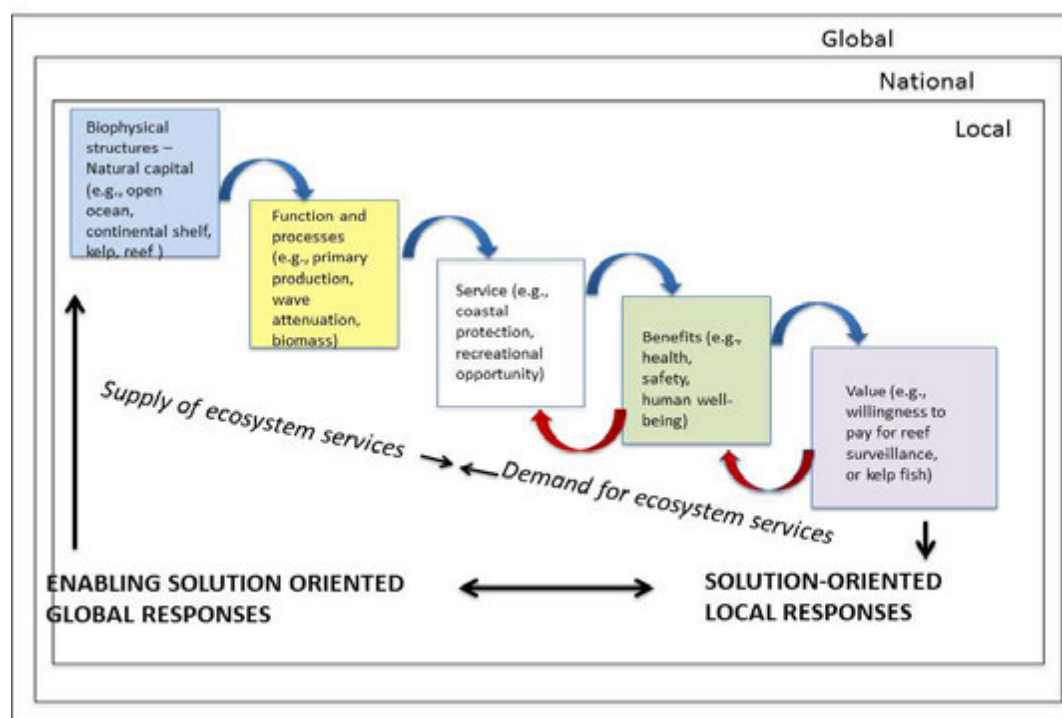 Global
National
Local
Biophysical
structures –
Natural capital
(e.g., open
ocean,
continental shelf,
kelp, reef )
Function and
processes
(e.g., primary
production,
wave
attenuation,
biomass)
Service (e.g.,
coastal
protection,
recreational
opportunity)
Benefits (e.g.,
health,
safety,
human well-
being)
Value (e.g.,
willingness to
pay for reef
surveillance,
or kelp fish)
Supply of ecosystem services
Demand for ecosystem services
ENABLING SOLUTION ORIENTED
GLOBAL RESPONSES
SOLUTION-ORIENTED
LOCAL RESPONSES